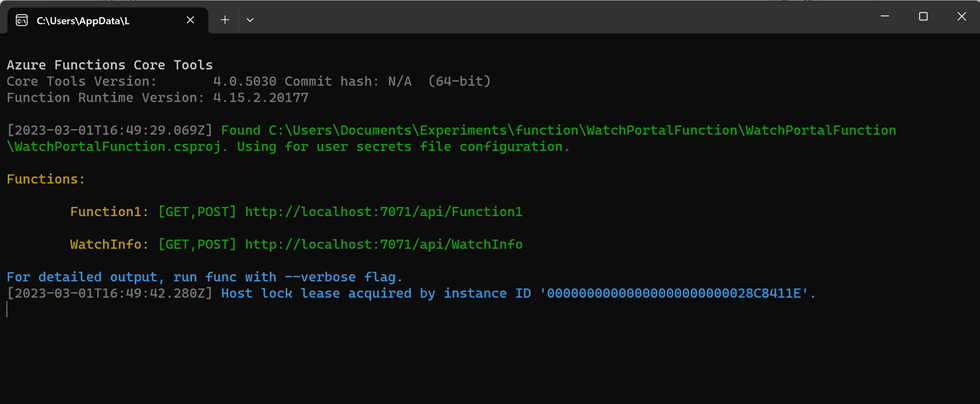 C:\Users\AppData\L
Azure Functions Core Tools
Core Tools Version:       4.0.5030 Commit hash: N/A  (64-bit)
Function Runtime Version: 4.15.2.20177
[2023-03-01T16:49:29.069Z] Found C:\Users\Documents\Experiments\function\WatchPortalFunction\WatchPortalFunction
\WatchPortalFunction.csproj. Using for user secrets file configuration.
Functions:
Function1: [GET,POST] http://localhost:7071/api/Function1
WatchInfo: [GET,POST] http://localhost:7071/api/WatchInfo
For detailed output, run func with --verbose flag.
[2023-03-01T16:49:42.280Z] Host lock lease acquired by instance ID '00000000000000000000000028C8411E'.